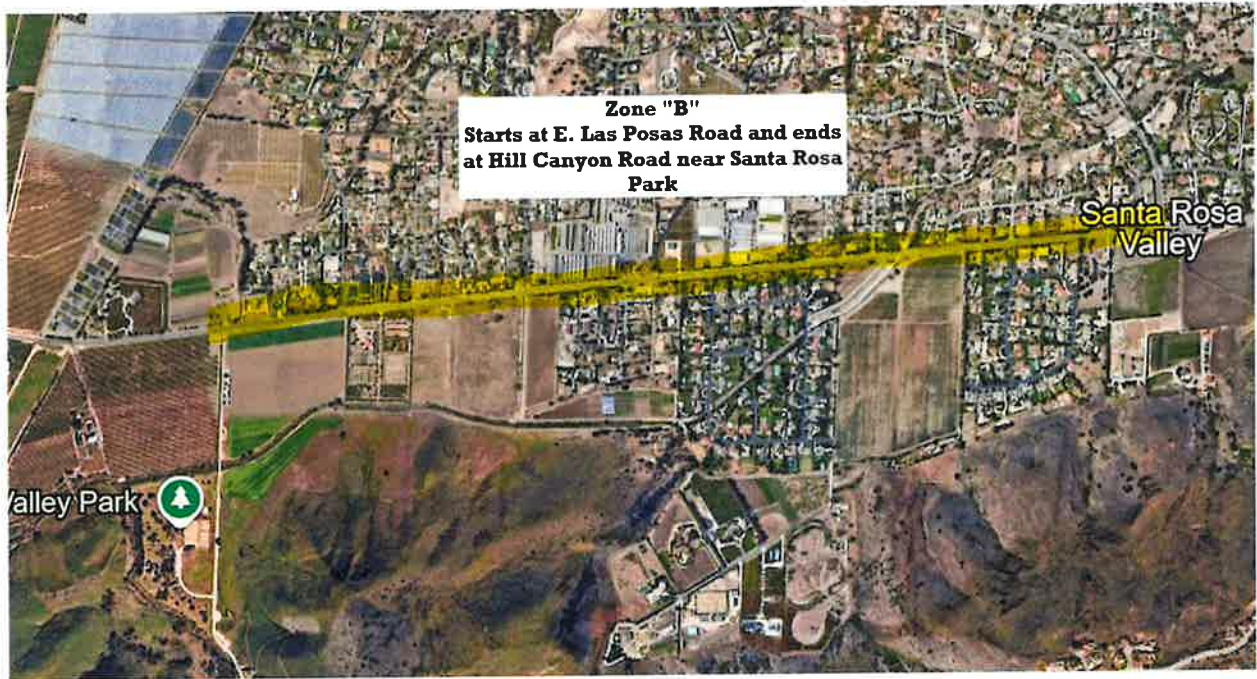 Zone "B"
Starts at E. Las Posas Road and ends
at Hill Canyon Road near Santa Rosa
Park
Santa Rosa
Valley
Valley Park